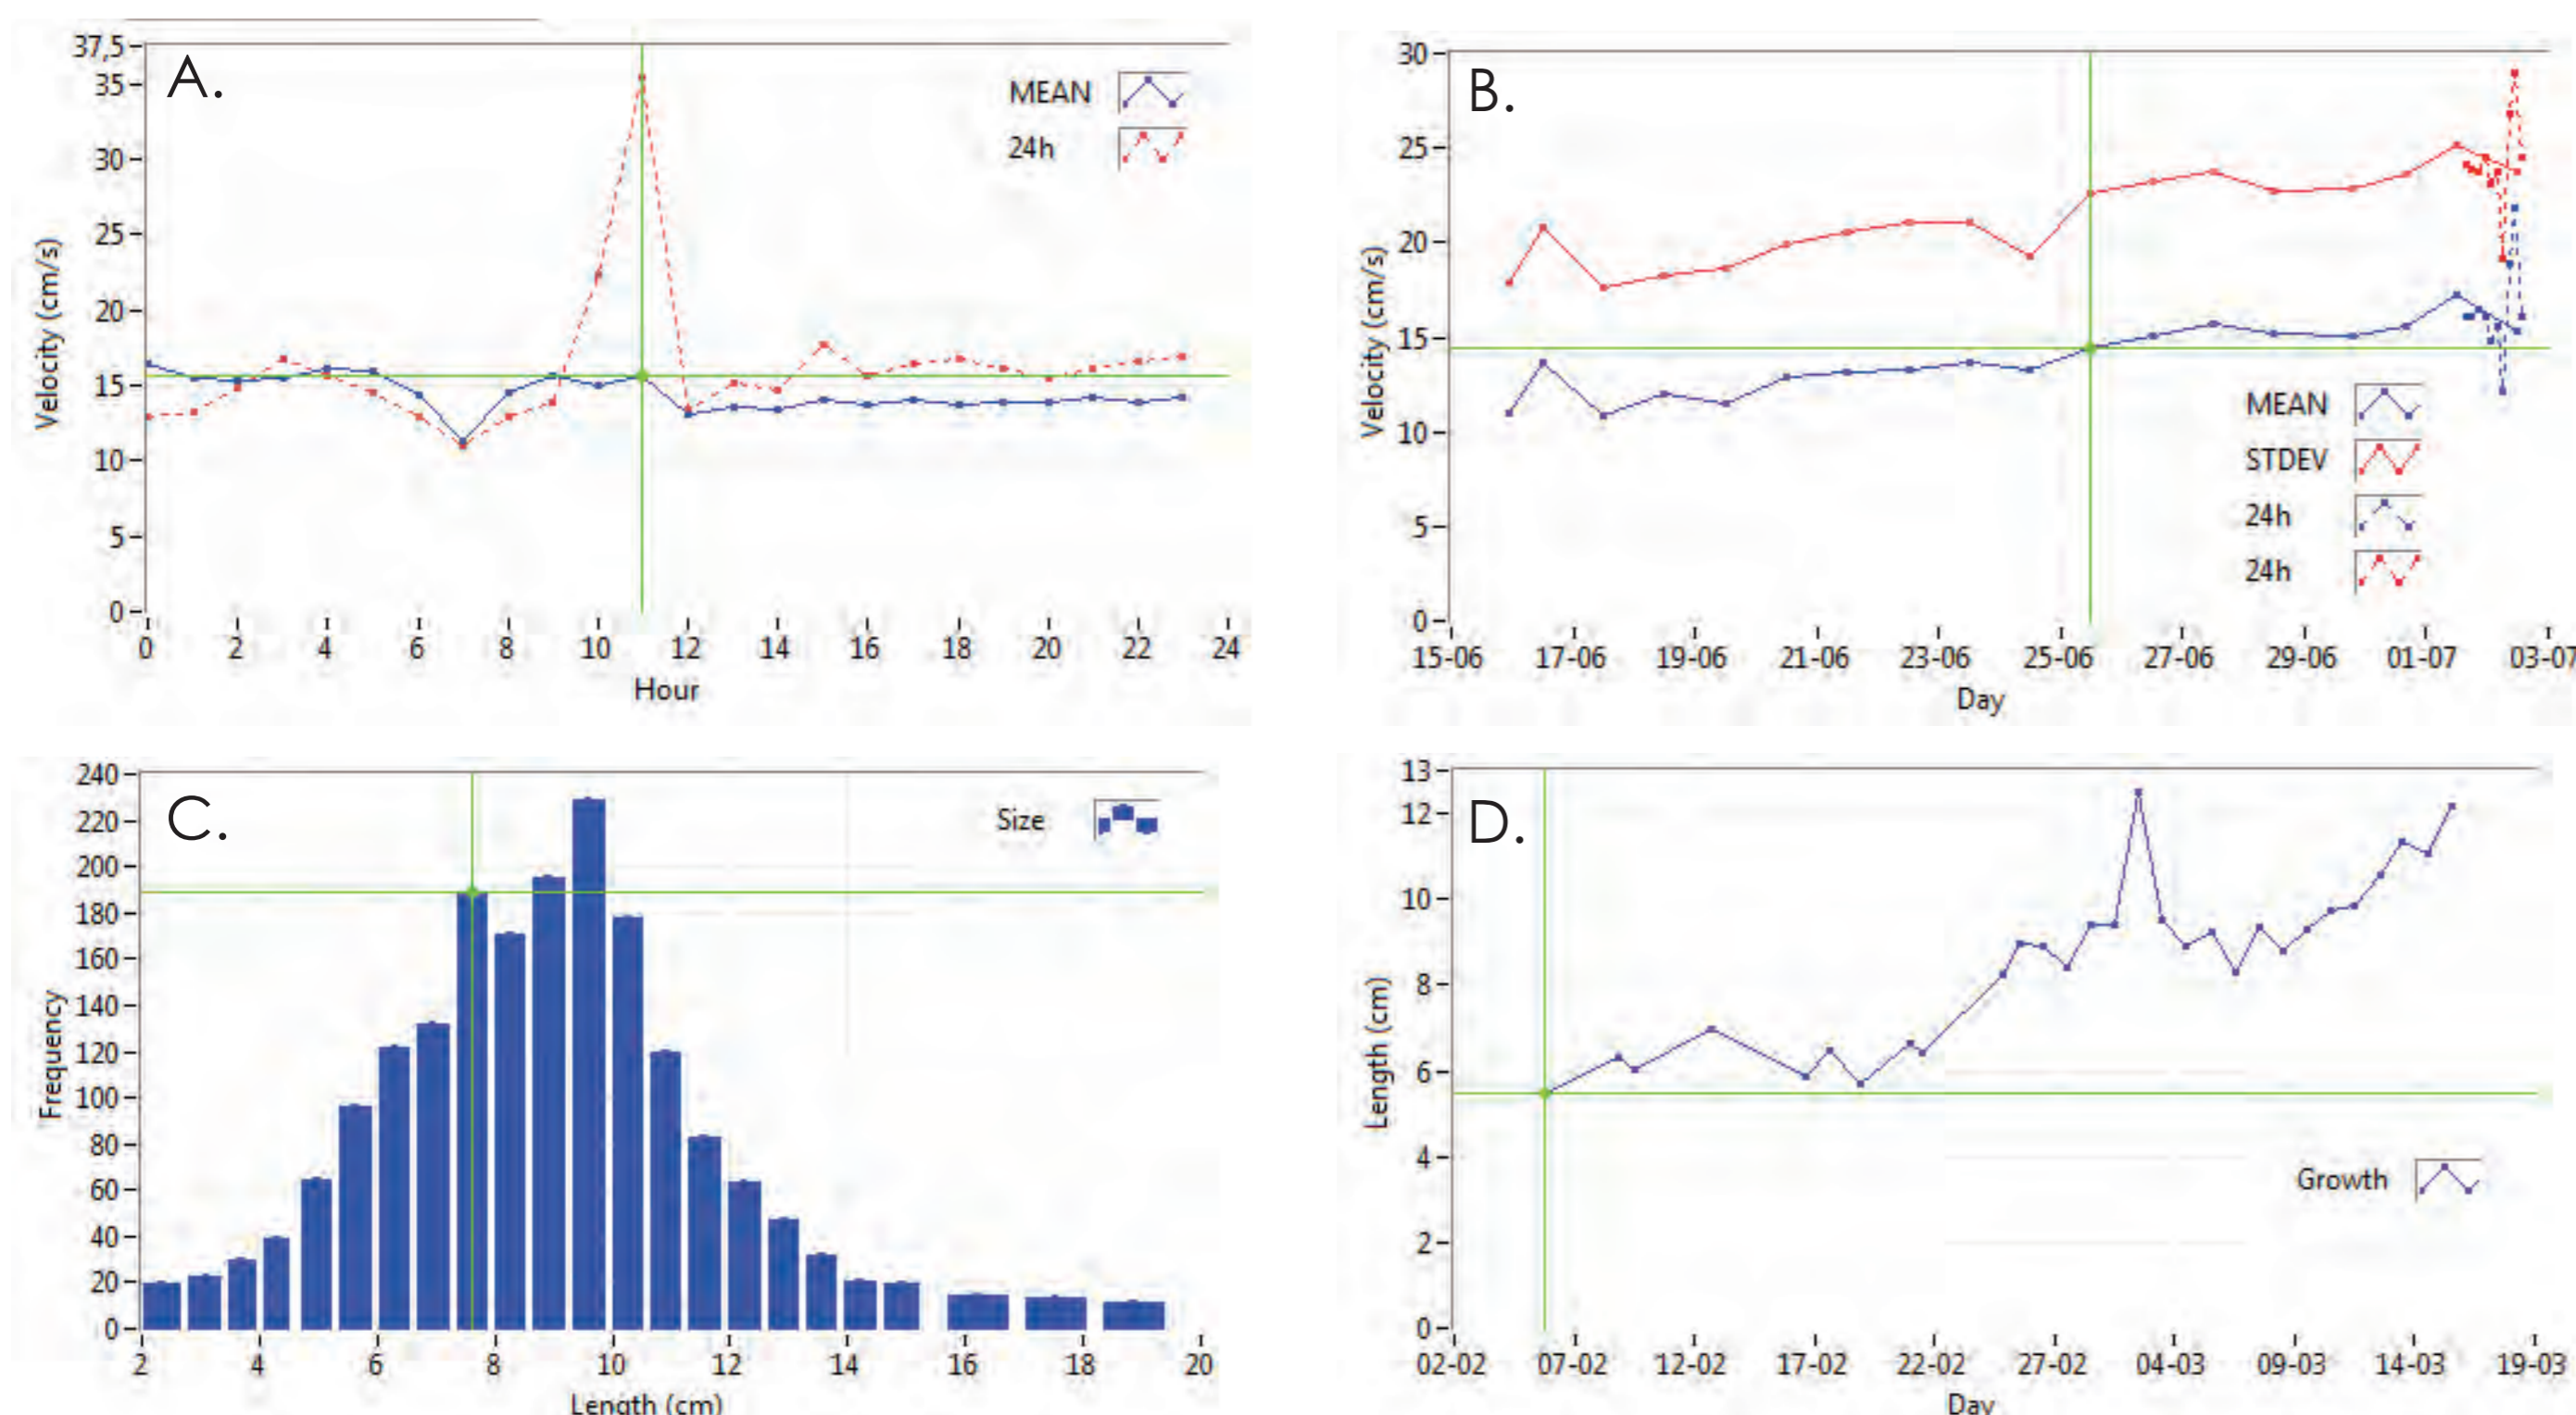 A.
MEAN
24h
37,5
35
30
25
20
15
10
5
0
Velocity (cm/s)
0 2 4 6 8 10 12 14 16 18 20 22 24
Hour
B.
30
25
20
15
10
5
0
Velocity (cm/s)
MEAN
STDEV
24h
24h
15-06 17-06 19-06 21-06 23-06 25-06 27-06 29-06 01-07 03-07
Day
C.
Size
240
220
200
180
160
140
120
100
80
60
40
20
0
Frequency
2 4 6 8 10 12 14 16 18 20
Length (cm)
D.
13
12
10
8
6
4
2
0
Length (cm)
Growth
02-02 07-02 12-02 17-02 22-02 27-02 04-03 09-03 14-03 19-03
Day